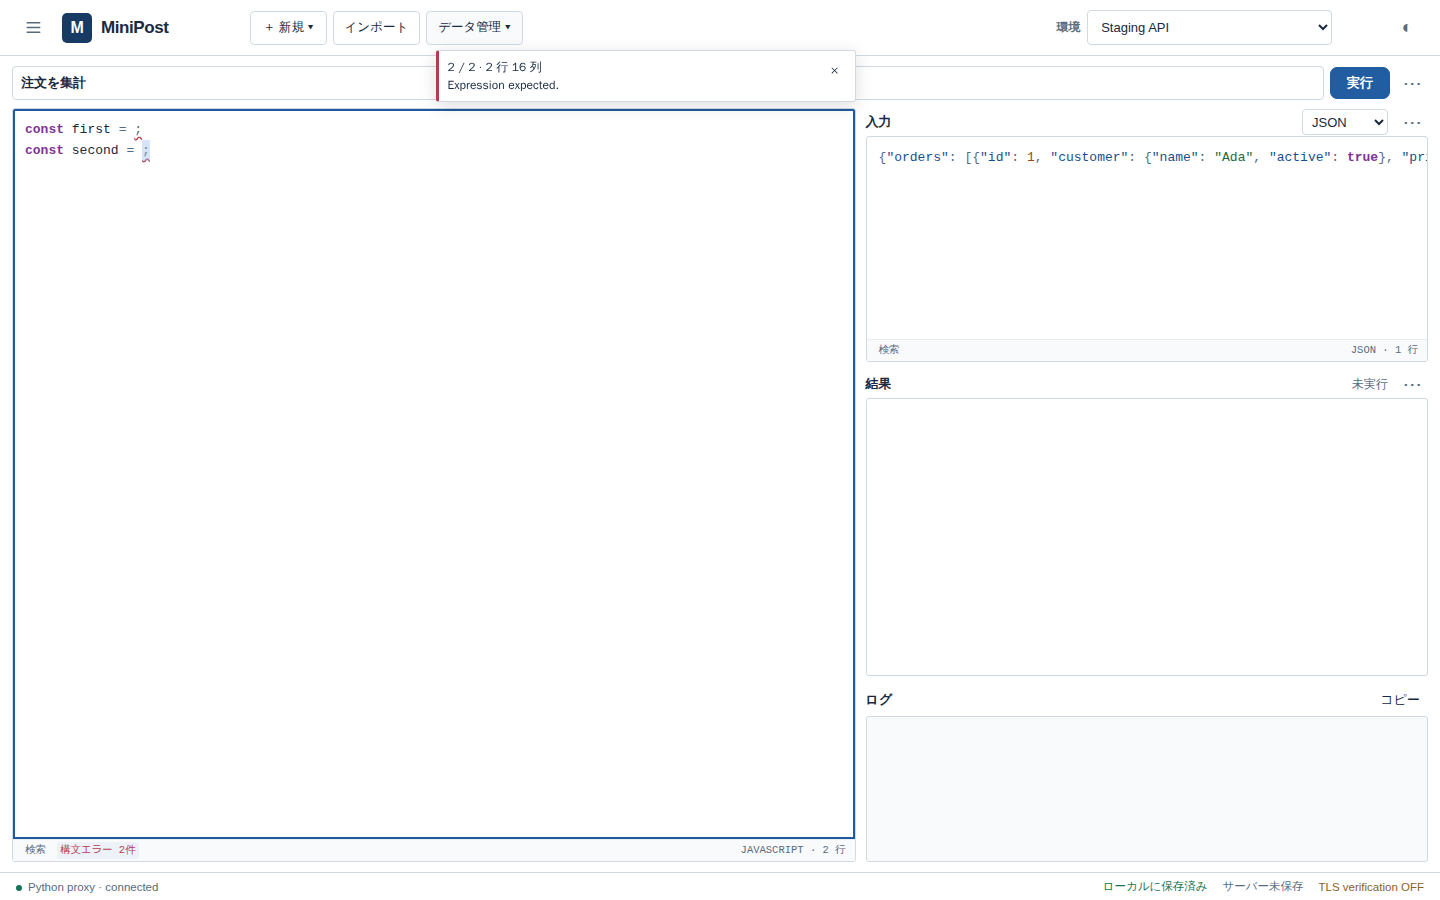 M MiniPost
＋ 新規 ▾
インポート
データ管理 ▾
環境
Staging API
注文を集計
2 / 2 · 2 行 16 列
Expression expected.
×
実行
···
const first = ;
const second = ;
検索
構文エラー 2件
JAVASCRIPT · 2 行
入力
JSON
···
{"orders": [{"id": 1, "customer": {"name": "Ada", "active": true}, "pri
検索
JSON · 1 行
結果
未実行
···
ログ
コピー
Python proxy · connected
ローカルに保存済み
サーバー未保存
TLS verification OFF